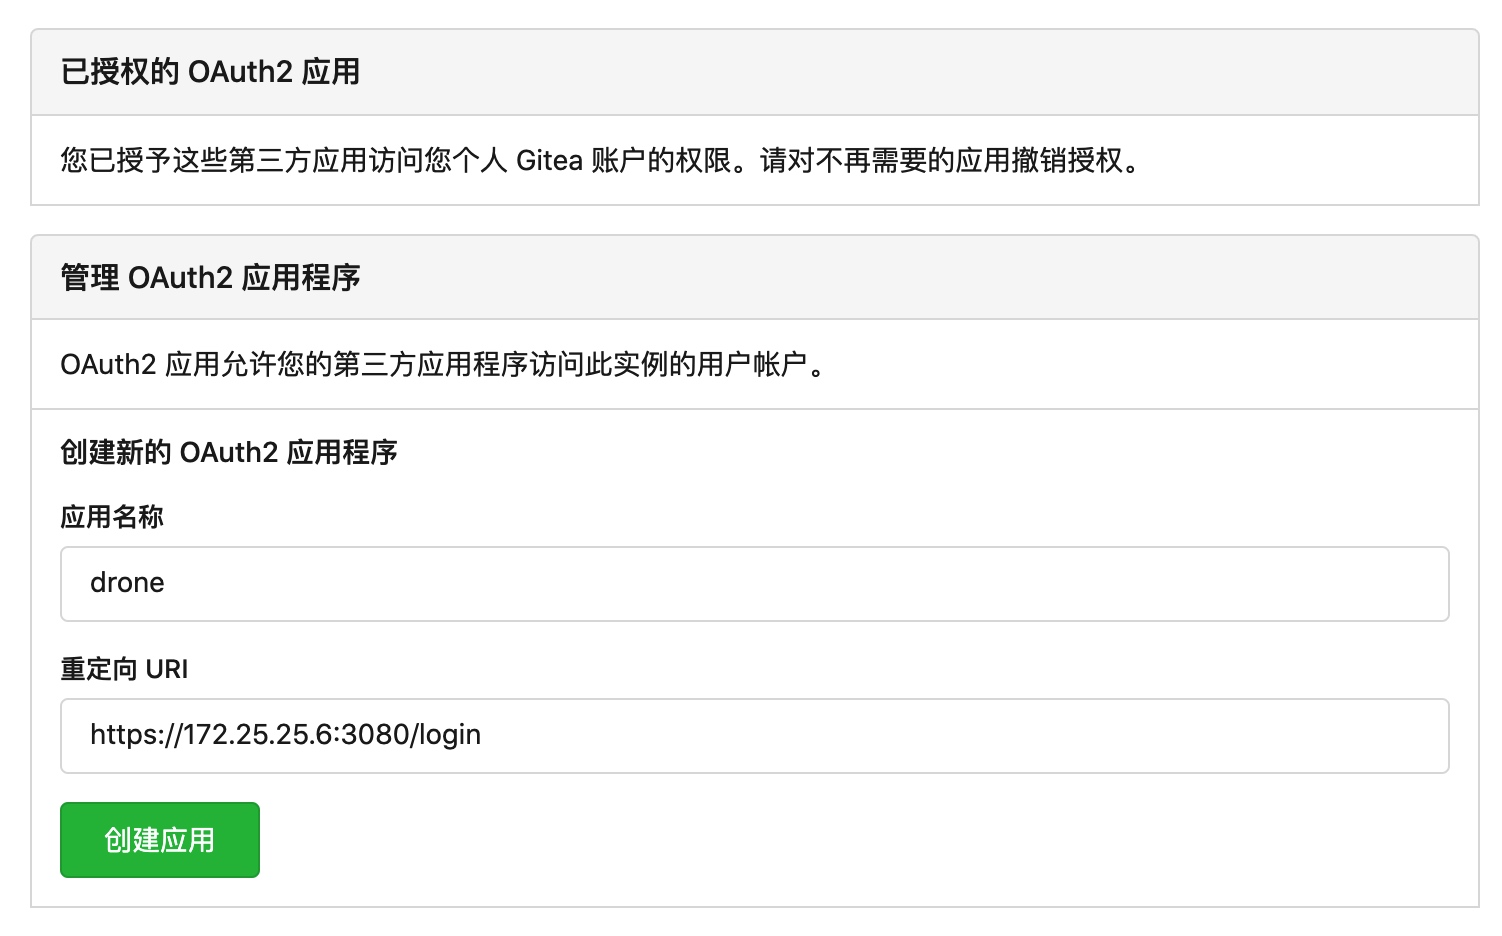 已授权的 OAuth2 应用
您已授予这些第三方应用访问您个人 Gitea 账户的权限。请对不再需要的应用撤销授权。
管理 OAuth2 应用程序
OAuth2 应用允许您的第三方应用程序访问此实例的用户帐户。
创建新的 OAuth2 应用程序
应用名称
drone
重定向 URI
https://172.25.25.6:3080/login
创建应用